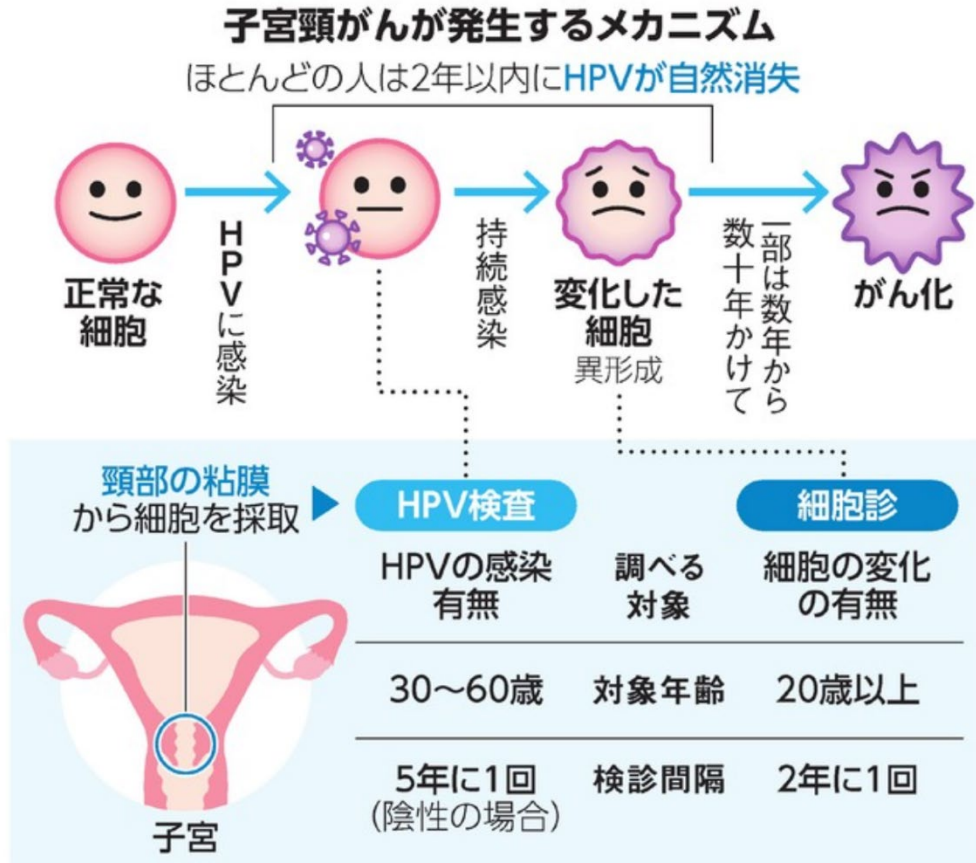 子宮頸がんが発生するメカニズム
ほとんどの人は2年以内にHPVが自然消失
正常な
細胞
HPVに感染
持続感染
変化した
細胞
異形成
一部は数年から
数十年かけて
がん化
頸部の粘膜
から細胞を採取
子宮
HPV検査
細胞診
HPVの感染
有無
調べる
対象
細胞の変化
の有無
30〜60歳
対象年齢
20歳以上
5年に1回
(陰性の場合)
検診間隔
2年に1回